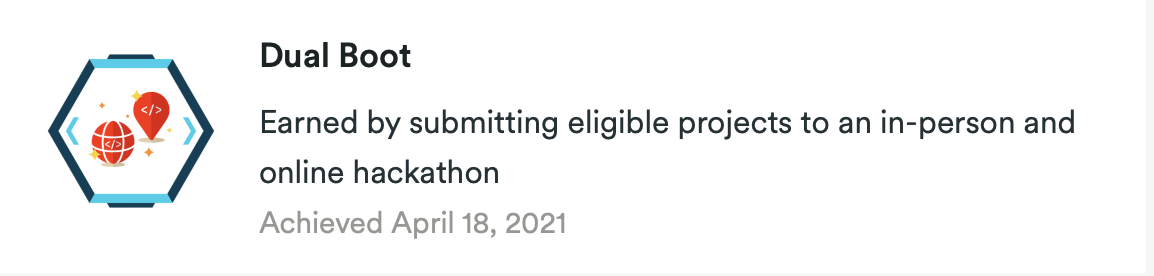 Dual Boot
</>
</>
Earned by submitting eligible projects to an in-person and
online hackathon
Achieved April 18, 2021